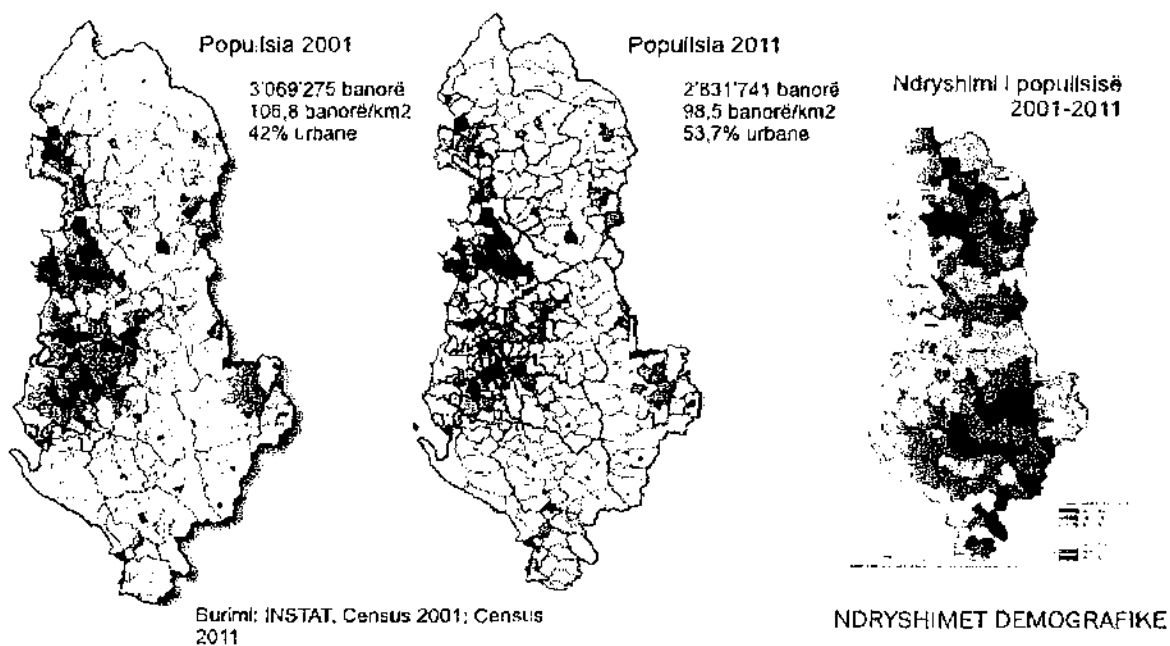 Popullsia 2001
3'069'275 banorë
106,8 banorë/km2
42% urbane
Popullsia 2011
2'831'741 banorë
98,5 banorë/km2
53,7% urbane
Ndryshimi i popullsisë
2001-2011
Burimi: INSTAT, Census 2001; Census
2011
NDRYSHIMET DEMOGRAFIKE